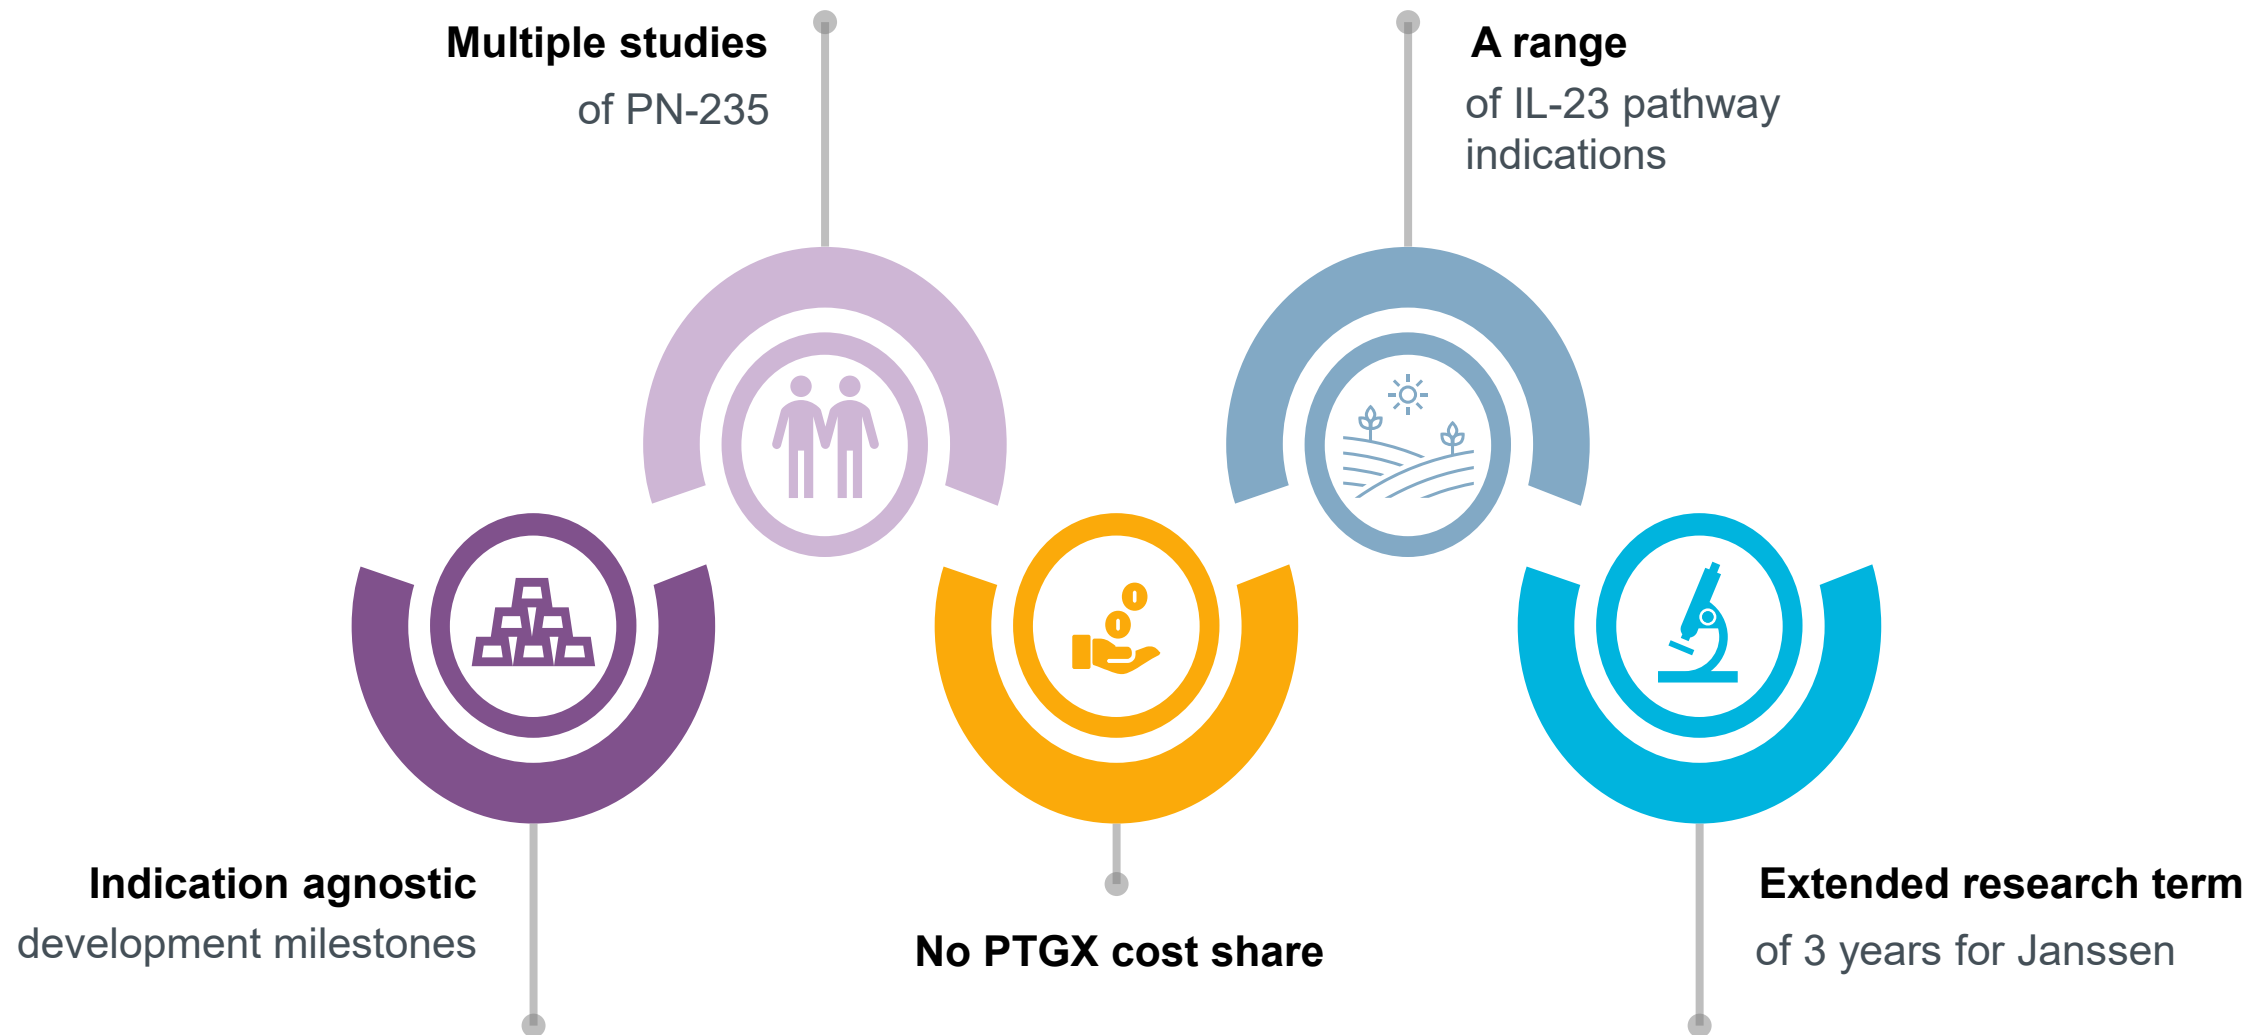 Multiple studies
of PN-235
A range
of IL-23 pathway
indications
Indication agnostic
development milestones
No PTGX cost share
Extended research term
of 3 years for Janssen